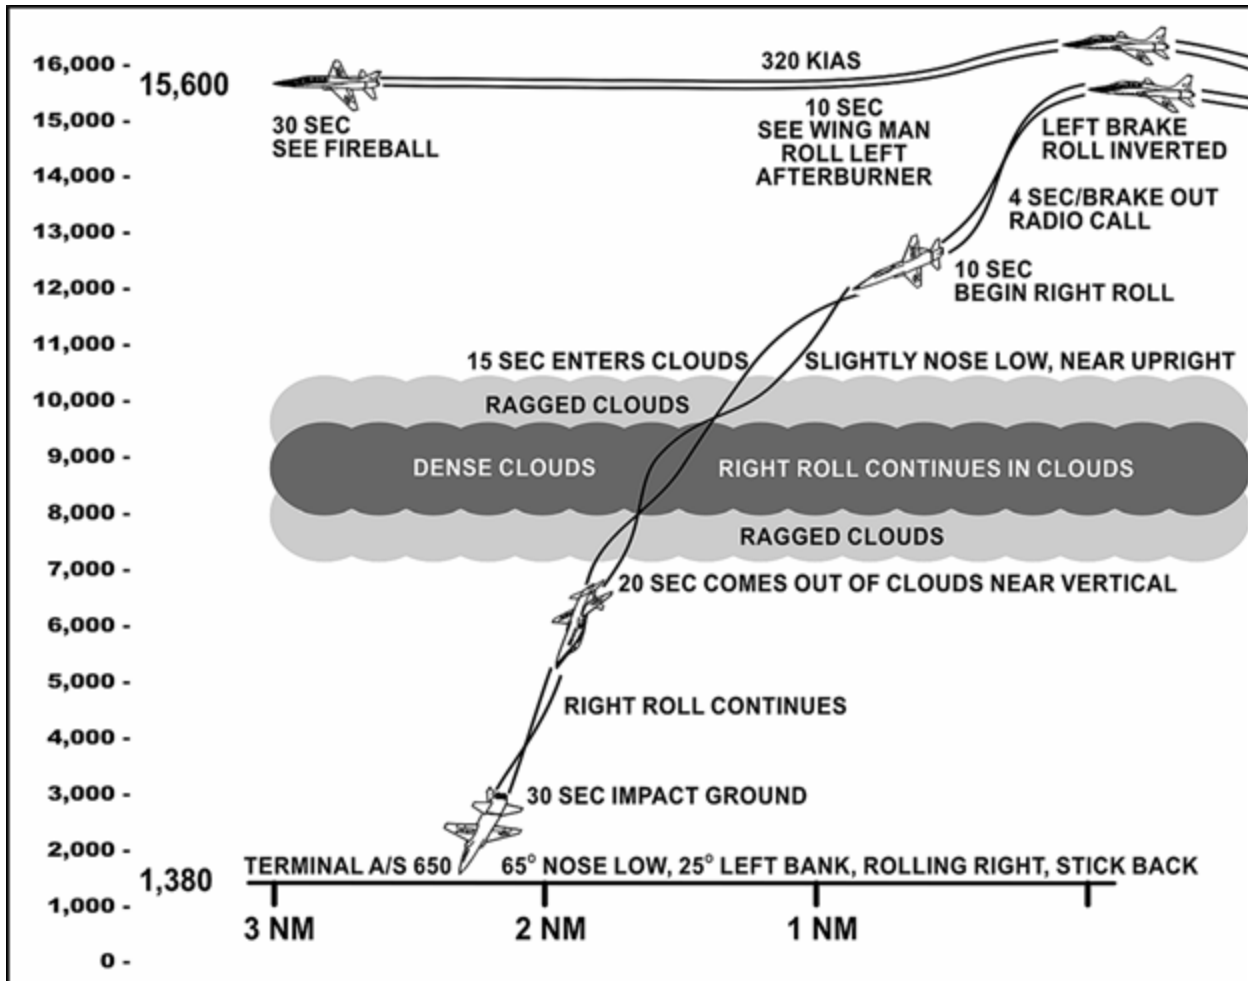 16,000 -
15,600
15,000 -
14,000 -
13,000 -
12,000 -
11,000 -
10,000 -
9,000 -
8,000 -
7,000 -
6,000 -
5,000 -
4,000 -
3,000 -
2,000 -
1,380
1,000 -
0 -
320 KIAS
30 SEC
SEE FIREBALL
10 SEC
SEE WING MAN
ROLL LEFT
AFTERBURNER
LEFT BRAKE
ROLL INVERTED
4 SEC/BRAKE OUT
RADIO CALL
10 SEC
BEGIN RIGHT ROLL
15 SEC ENTERS CLOUDS
SLIGHTLY NOSE LOW, NEAR UPRIGHT
RAGGED CLOUDS
DENSE CLOUDS
RIGHT ROLL CONTINUES IN CLOUDS
RAGGED CLOUDS
20 SEC COMES OUT OF CLOUDS NEAR VERTICAL
RIGHT ROLL CONTINUES
30 SEC IMPACT GROUND
TERMINAL A/S 650
65° NOSE LOW, 25° LEFT BANK, ROLLING RIGHT, STICK BACK
3 NM
2 NM
1 NM